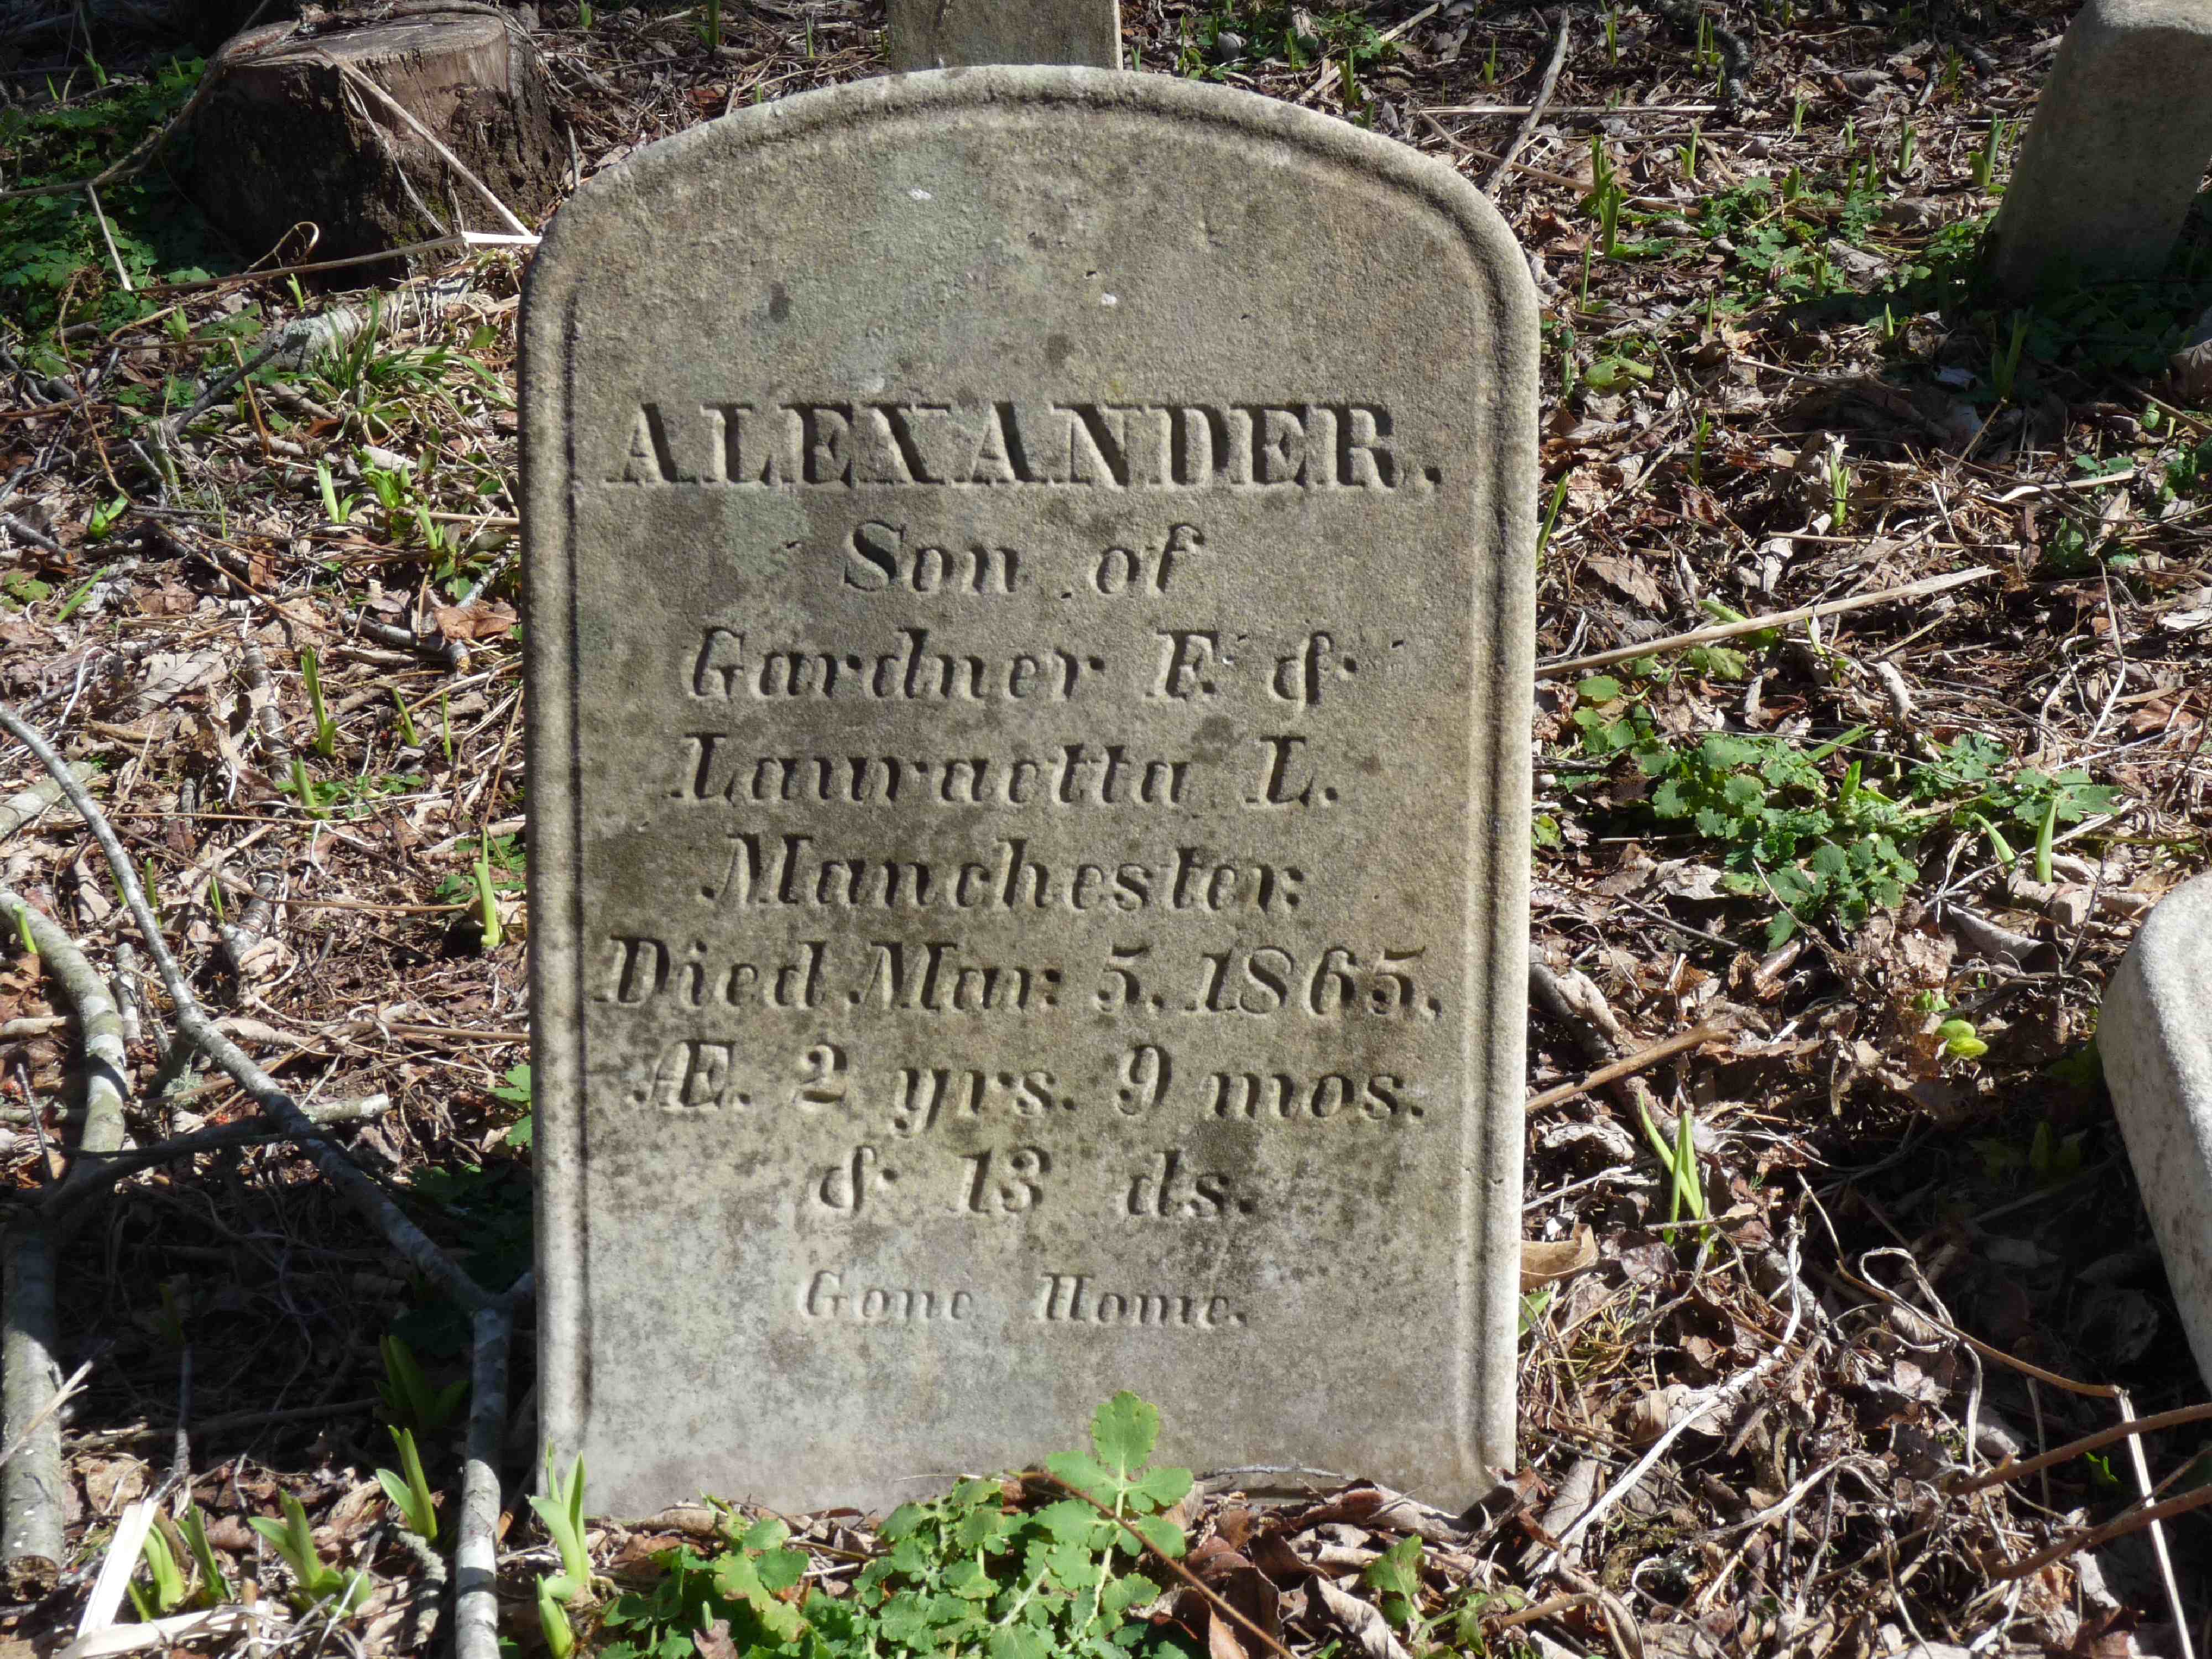 ALEXANDER.
Son of
Gardner F. &
Lauraetta L.
Manchester.
Died Mar. 5. 1865,
Æ. 2 yrs. 9 mos.
& 13 ds.
Gone Home.